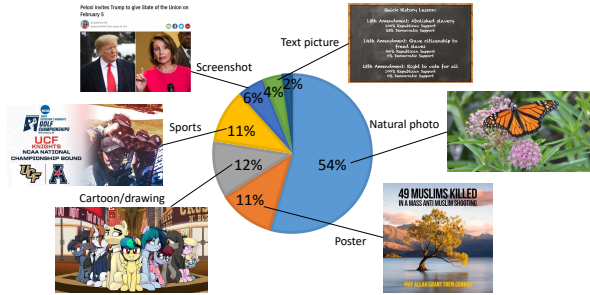 Pelosi invites Trump to give State of the Union on
February 5
Screenshot
Text picture
Quick History Lesson:
13th Amendment: Abolished slavery
100% Republican Support
23% Democratic Support
14th Amendment: Gave citizenship to
freed slaves
94% Republican Support
0% Democratic Support
15th Amendment: Right to vote for all
100% Republican Support
0% Democratic Support
2%
4%
6%
Sports
11%
NCAA
GOLF
CHAMPIONSHIPS
UCF
KNIGHTS
NCAA NATIONAL
CHAMPIONSHIP BOUND
UCF
Natural photo
54%
12%
Cartoon/drawing
11%
Poster
49 MUSLIMS KILLED
IN A MASS ANTI MUSLIM SHOOTING
MAY ALLAH GRANT THEM JANNAH